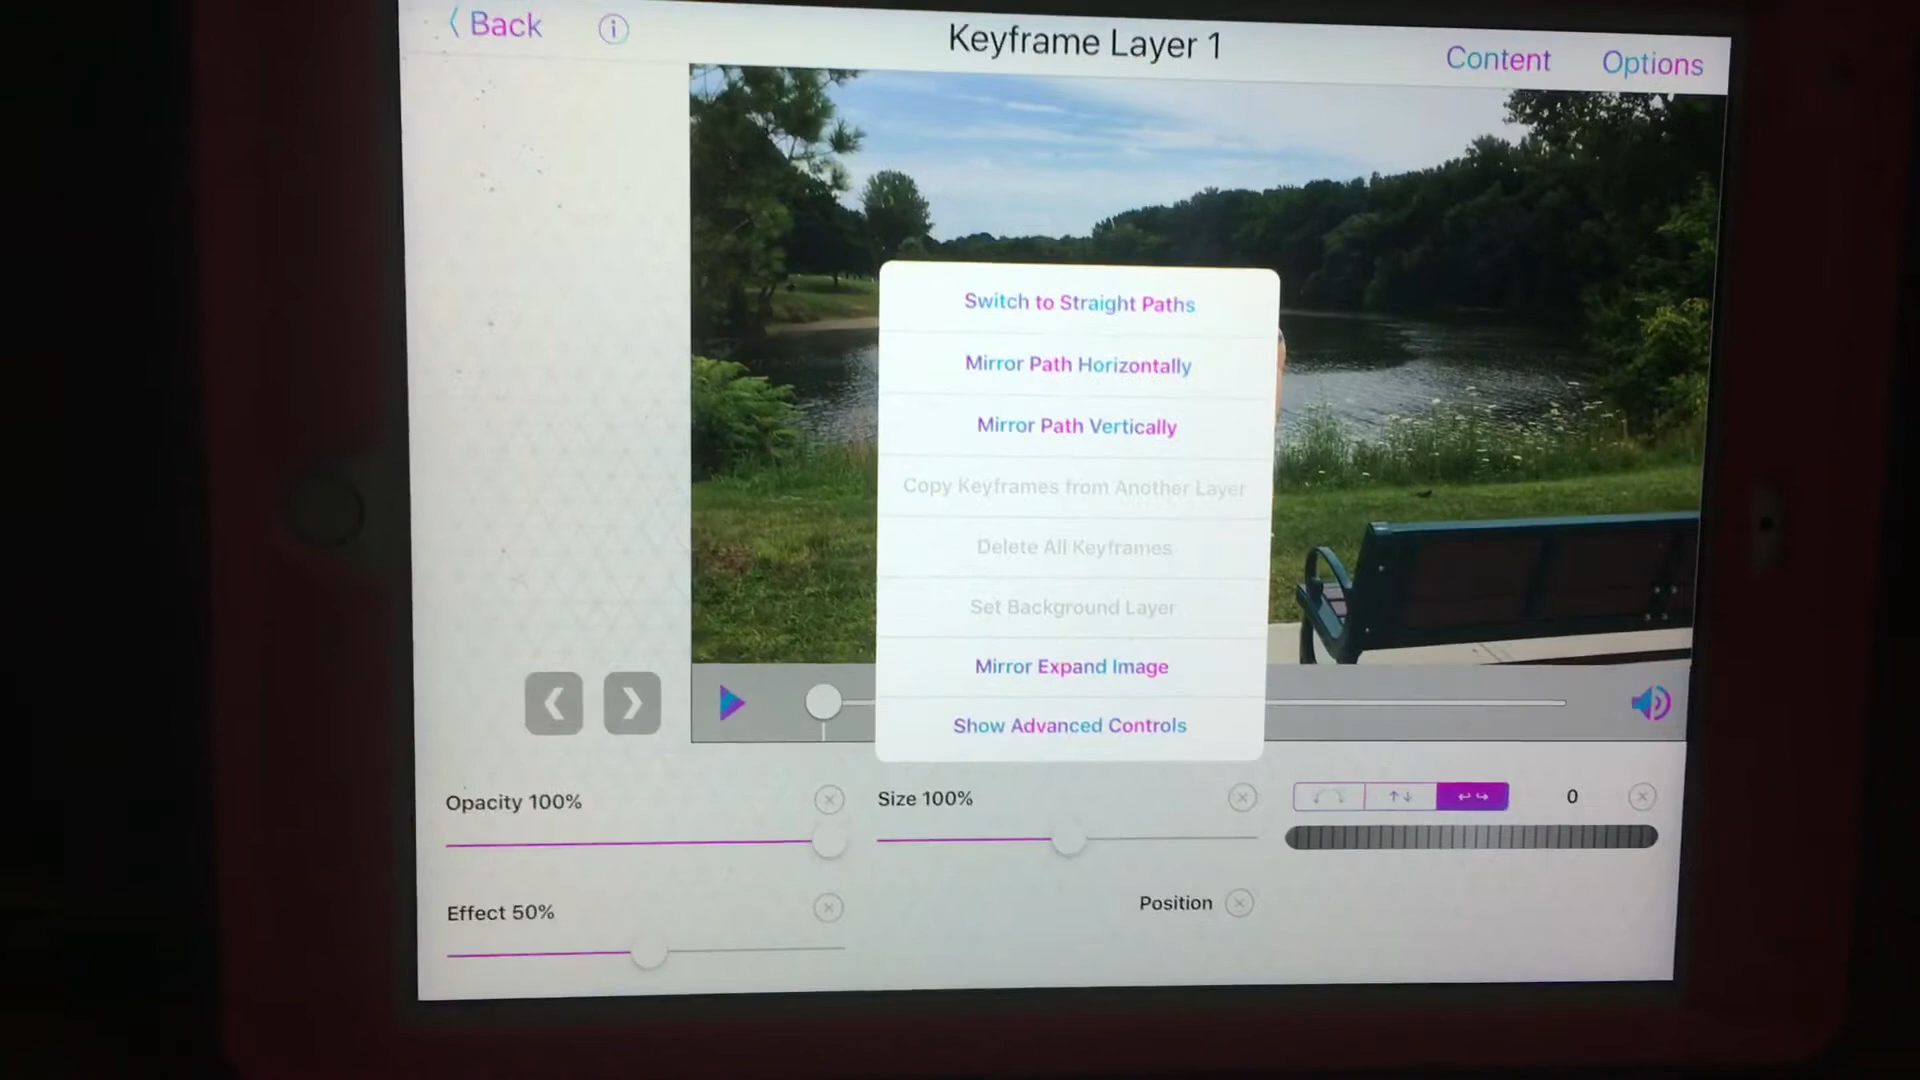 Back
Keyframe Layer 1
Content
Options
Switch to Straight Paths
Mirror Path Horizontally
Mirror Path Vertically
Copy Keyframes from Another Layer
Delete All Keyframes
Set Background Layer
Mirror Expand Image
Show Advanced Controls
Opacity 100%
Size 100%
0
Effect 50%
Position